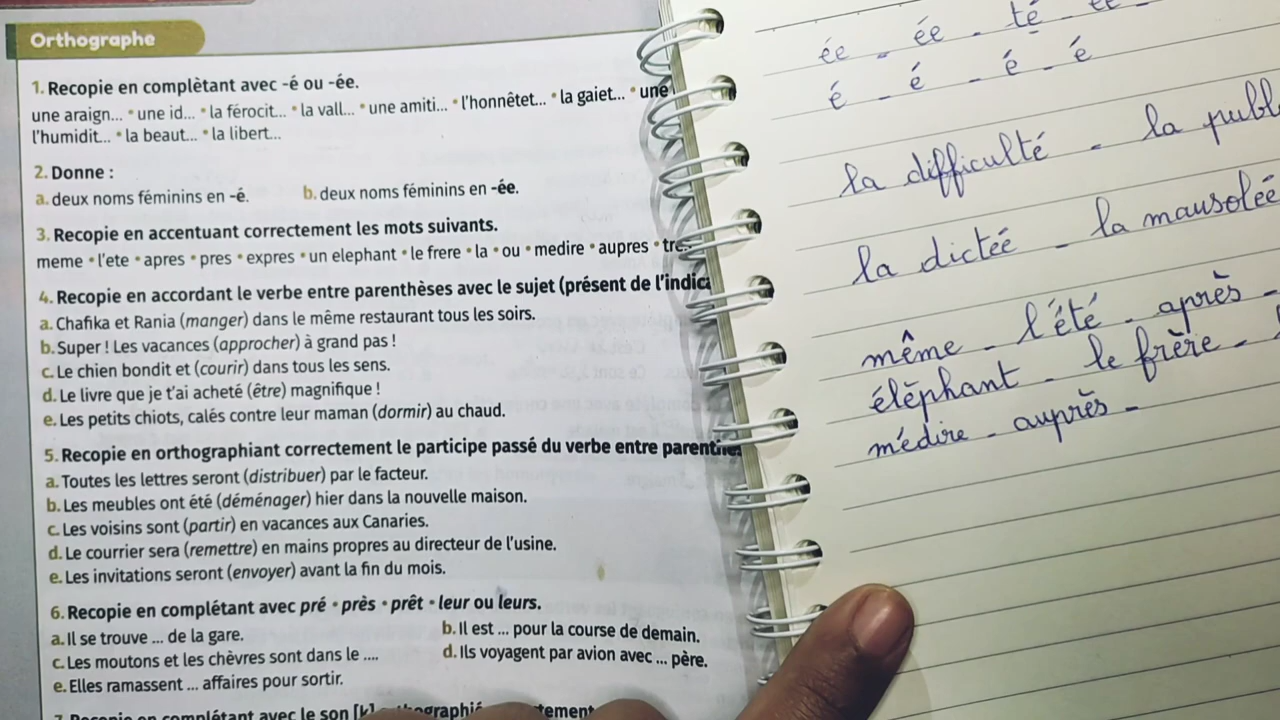 Orthographe
1. Recopie en complètant avec -é ou -ée.
une araign... • une id... • la férocit... • la vall... • une amiti... • l'honnêtet... • la gaiet... • une
l'humidit... • la beaut... • la libert...
2. Donne :
a. deux noms féminins en -é.
b. deux noms féminins en -ée.
3. Recopie en accentuant correctement les mots suivants.
meme • l'ete • apres • pres • expres • un elephant • le frere • la • ou • medire • aupres •
4. Recopie en accordant le verbe entre parenthèses avec le sujet (présent de l'indica
a. Chafika et Rania (manger) dans le même restaurant tous les soirs.
b. Super ! Les vacances (approcher) à grand pas !
c. Le chien bondit et (courir) dans tous les sens.
d. Le livre que je t'ai acheté (être) magnifique !
e. Les petits chiots, calés contre leur maman (dormir) au chaud.
5. Recopie en orthographiant correctement le participe passé du verbe entre
a. Toutes les lettres seront (distribuer) par le facteur.
b. Les meubles ont été (déménager) hier dans la nouvelle maison.
c. Les voisins sont (partir) en vacances aux Canaries.
d. Le courrier sera (remettre) en mains propres au directeur de l'usine.
e. Les invitations seront (envoyer) avant la fin du mois.
6. Recopie en complétant avec pré • près • prêt • leur ou leurs.
a. Il se trouve ... de la gare.
b. Il est ... pour la course de demain.
c. Les moutons et les chèvres sont dans le ....
d. Ils voyagent par avion avec ... père.
e. Elles ramassent ... affaires pour sortir.
7. Recopie en complétant avec le son [k]
ée - ée - té - ée -
é - é - é - é
la difficulté - la publ
la dictée - la mausolée
même - l'été - après -
éléphant - le frère -
médire - auprès -